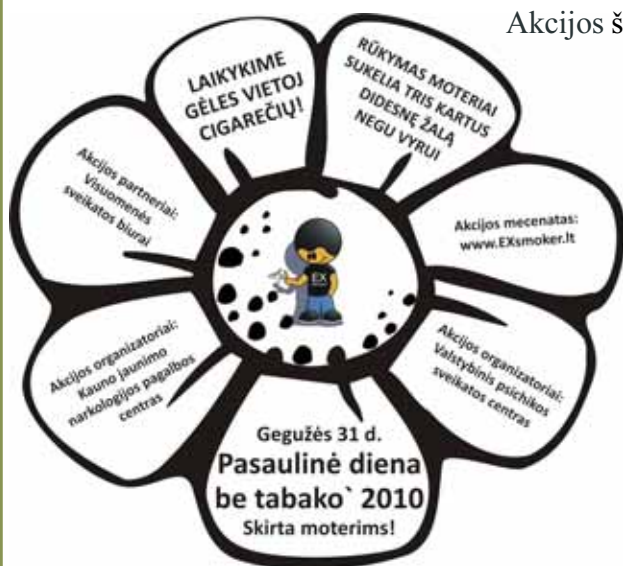 Akcijos š
LAIKYKIME
GĖLES VIETOJ
CIGAREČIŲ!
RŪKYMAS MOTERIAI
SUKELIA TRIS KARTUS
DIDESNĘ ŽALĄ
NEGU VYRUI
Akcijos partneriai:
Visuomenės
sveikatos biurai
Akcijos mecenatas:
www.EXsmoker.lt
EX
Akcijos organizatoriai:
Kauno jaunimo
narkologijos pagalbos
centras
Akcijos organizatoriai:
Valstybinis psichikos
sveikatos centras
Gegužės 31 d.
Pasaulinė diena
be tabako` 2010
Skirta moterims!